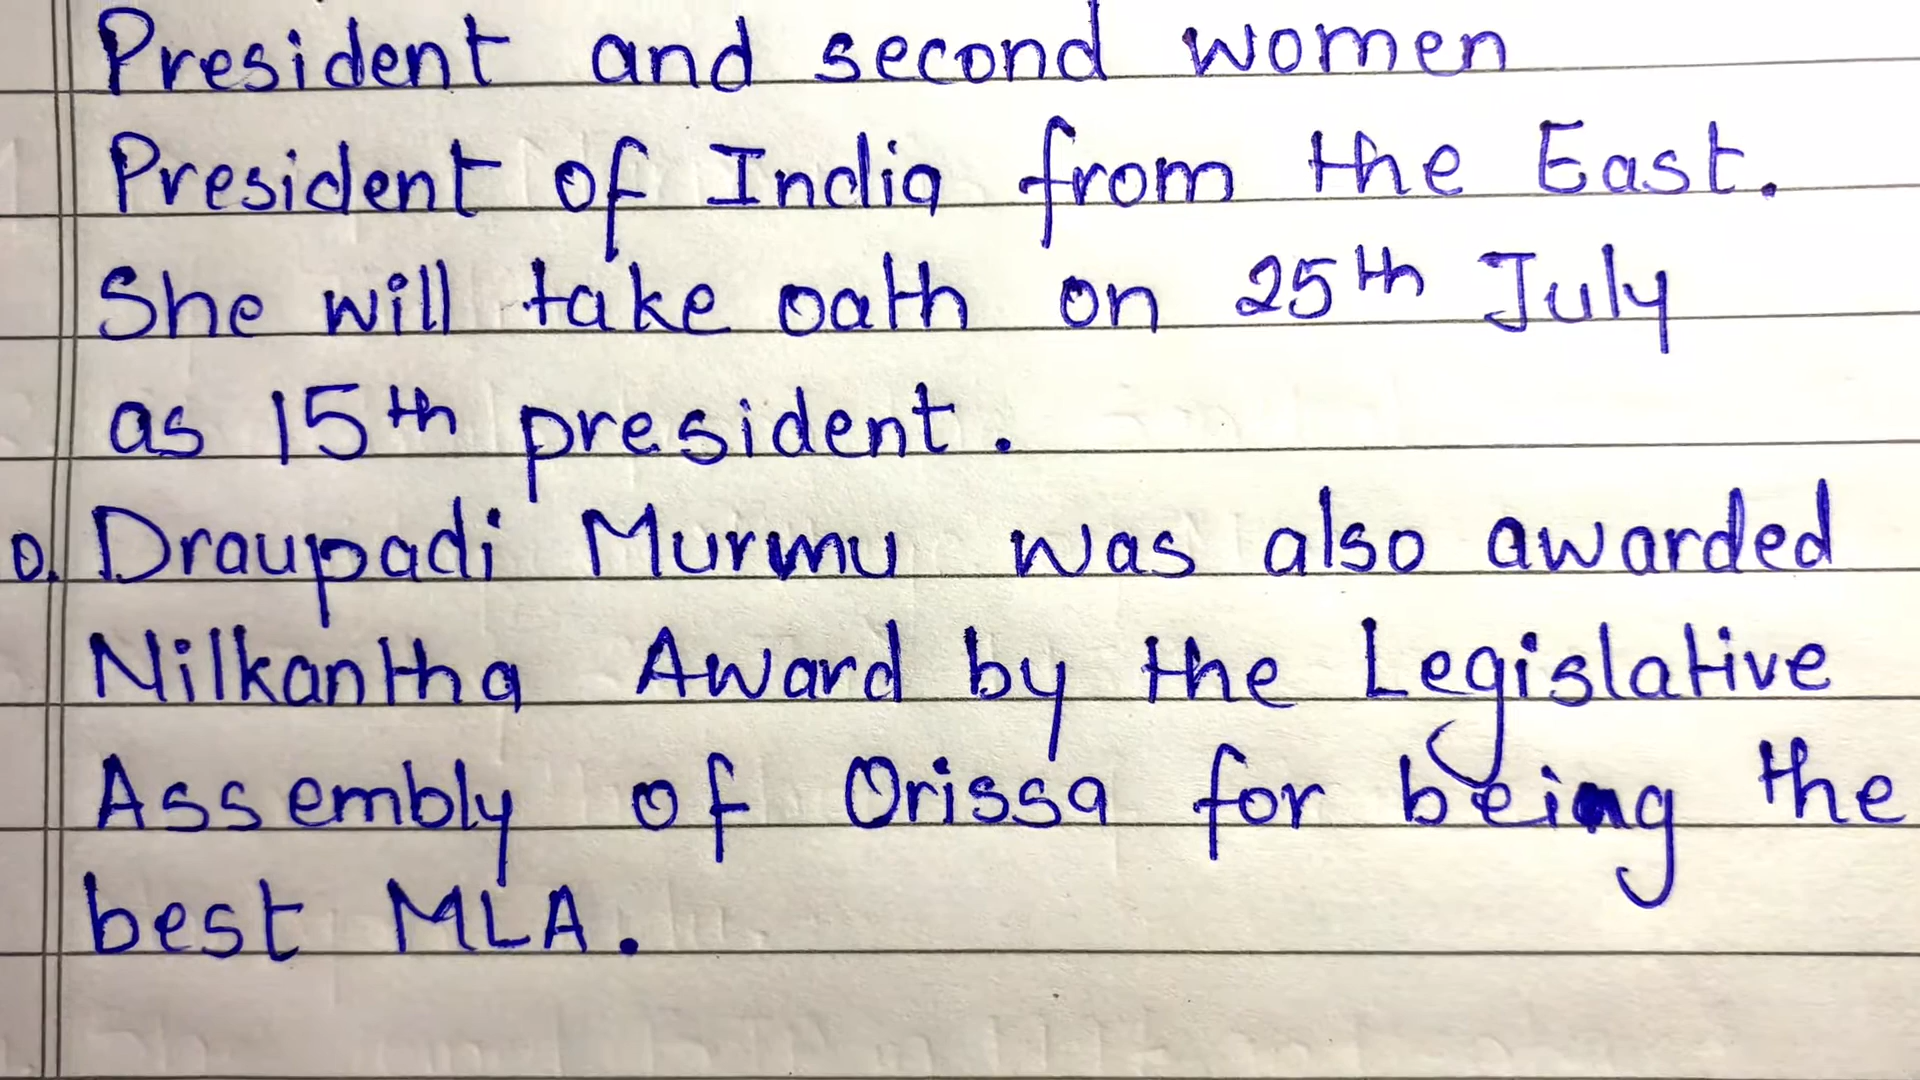 President and second women
President of India from the East.
She will take oath on 25th July
as 15th president.
0. Draupadi Murmu was also awarded
Nilkantha Award by the Legislative
Assembly of Orissa for being the
best MLA.